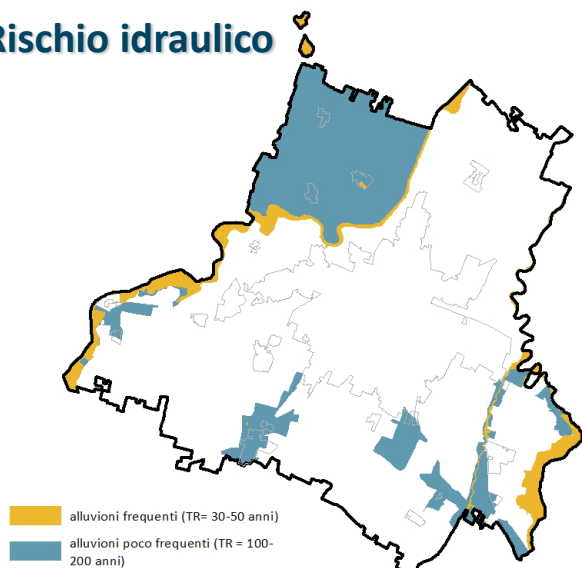 Rischio idraulico
alluvioni frequenti (TR= 30-50 anni)
alluvioni poco frequenti (TR = 100-
200 anni)